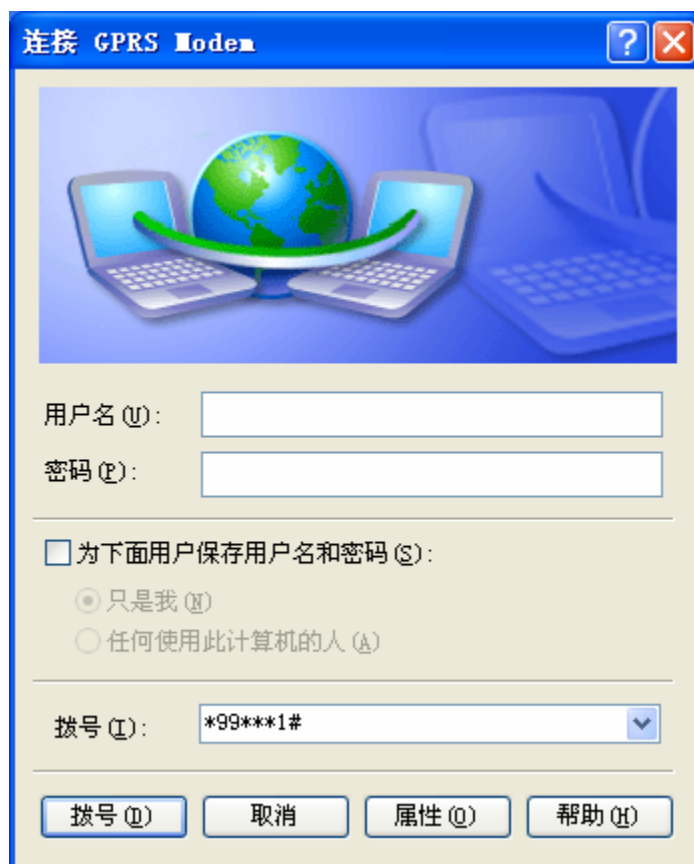 连接 GPRS Modem
用户名(U):
密码(P):
为下面用户保存用户名和密码(S):
只是我(N)
任何使用此计算机的人(A)
拨号(I): *99***1#
拨号(D) 取消 属性(O) 帮助(H)